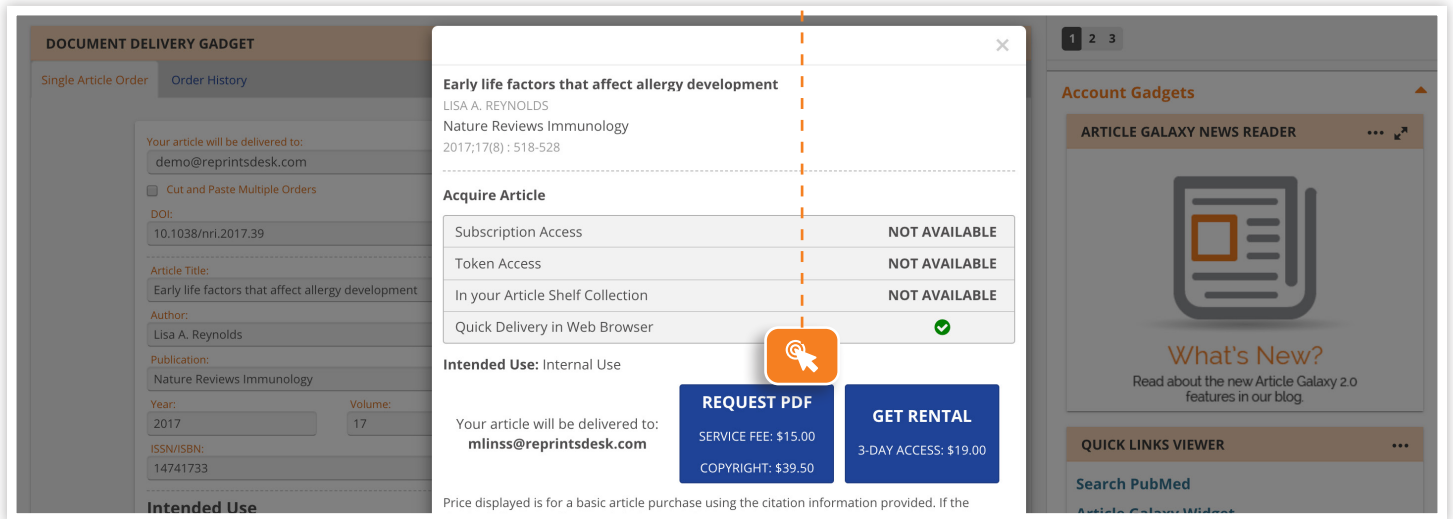 DOCUMENT DELIVERY GADGET
Single Article Order
Order History
Your article will be delivered to:
demo@reprintsdesk.com
Cut and Paste Multiple Orders
DOI:
10.1038/nri.2017.39
Article Title:
Early life factors that affect allergy development
Author:
Lisa A. Reynolds
Publication:
Nature Reviews Immunology
Year:
Volume:
2017
17
ISSN/ISBN:
14741733
Intended Use
×
Early life factors that affect allergy development
LISA A. REYNOLDS
Nature Reviews Immunology
2017;17(8) : 518-528
Acquire Article
Subscription Access NOT AVAILABLE
Token Access NOT AVAILABLE
In your Article Shelf Collection NOT AVAILABLE
Quick Delivery in Web Browser
Intended Use: Internal Use
Your article will be delivered to:
mlinss@reprintsdesk.com
REQUEST PDF
SERVICE FEE: $15.00
COPYRIGHT: $39.50
GET RENTAL
3-DAY ACCESS: $19.00
Price displayed is for a basic article purchase using the citation information provided. If the
1 2 3
Account Gadgets
ARTICLE GALAXY NEWS READER
What's New?
Read about the new Article Galaxy 2.0
features in our blog.
QUICK LINKS VIEWER
Search PubMed
Article Galaxy Widget